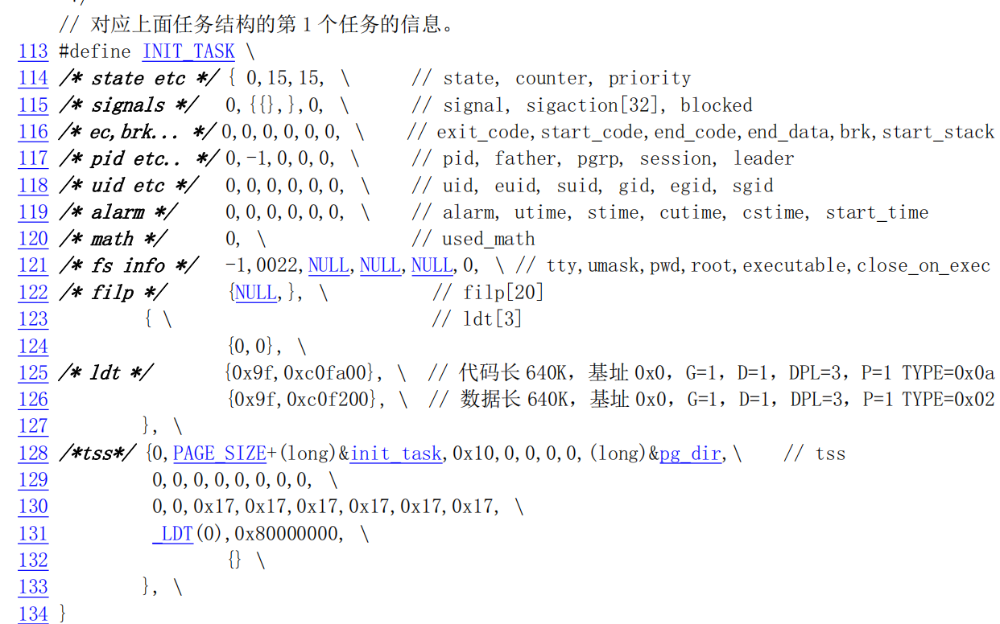 */
// 对应上面任务结构的第 1 个任务的信息。
113 #define INIT_TASK \
114 /* state etc */ { 0,15,15, \ // state, counter, priority
115 /* signals */ 0,{{},},0, \ // signal, sigaction[32], blocked
116 /* ec,brk... */ 0,0,0,0,0,0, \ // exit_code,start_code,end_code,end_data,brk,start_stack
117 /* pid etc.. */ 0,-1,0,0,0, \ // pid, father, pgrp, session, leader
118 /* uid etc */ 0,0,0,0,0,0, \ // uid, euid, suid, gid, egid, sgid
119 /* alarm */ 0,0,0,0,0,0, \ // alarm, utime, stime, cutime, cstime, start_time
120 /* math */ 0, \ // used_math
121 /* fs info */ -1,0022,NULL,NULL,NULL,0, \ // tty,umask,pwd,root,executable,close_on_exec
122 /* filp */ {NULL,}, \ // filp[20]
123 { \ // ldt[3]
124 {0,0}, \
125 /* ldt */ {0x9f,0xc0fa00}, \ // 代码长 640K，基址 0x0，G=1，D=1，DPL=3，P=1 TYPE=0x0a
126 {0x9f,0xc0f200}, \ // 数据长 640K，基址 0x0，G=1，D=1，DPL=3，P=1 TYPE=0x02
127 }, \
128 /*tss*/ {0,PAGE_SIZE+(long)&init_task,0x10,0,0,0,0,(long)&pg_dir,\ // tss
129 0,0,0,0,0,0,0,0, \
130 0,0,0x17,0x17,0x17,0x17,0x17,0x17, \
131 _LDT(0),0x80000000, \
132 {} \
133 }, \
134 }